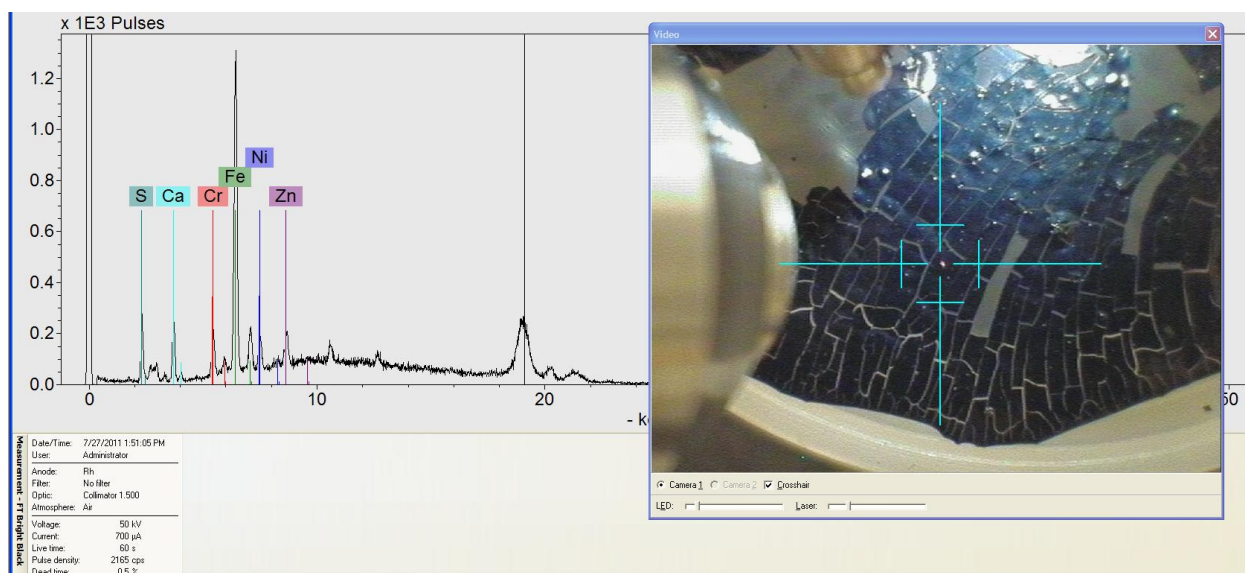 x 1E3 Pulses
Video
1.2
1.0
Ni
0.8
Fe
S Ca Cr Zn
0.6
0.4
0.2
0.0
0 10 20
Camera 1 Camera 2 Crosshair
LED: Laser:
Measurement - FT Bright Black
Date/Time: 7/27/2011 1:51:05 PM
User: Administrator
Anode: Rh
Filter: No filter
Optic: Collimator 1.500
Atmosphere: Air
Voltage: 50 kV
Current: 700 µA
Live time: 60 s
Pulse density: 2165 cps
Dead time: 0.5 %